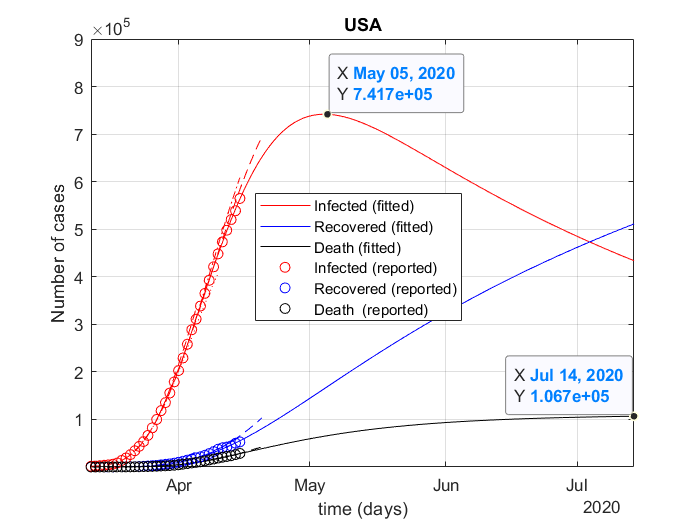 USA
×10⁵
9
8
7
6
5
4
3
2
1
Number of cases
X May 05, 2020
Y 7.417e+05
Infected (fitted)
Recovered (fitted)
Death (fitted)
Infected (reported)
Recovered (reported)
Death (reported)
X Jul 14, 2020
Y 1.067e+05
Apr May Jun Jul
time (days)
2020